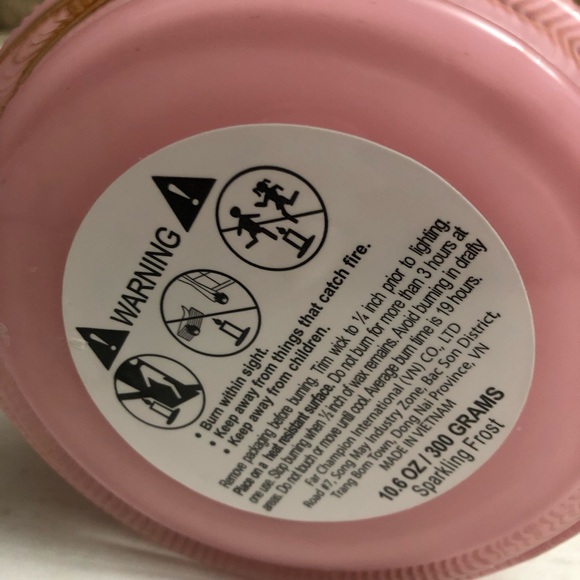 WARNING
• Burn within sight.
• Keep away from things that catch fire.
• Keep away from children.
Remove packaging before burning. Trim wick to ¼ inch prior to lighting.
Place on a heat resistant surface. Do not burn for more than 3 hours at
one use. Stop burning when ½ inch of wax remains. Avoid burning in drafty
areas. Do not touch or move until cool. Average burn time is 19 hours.
Far Champion International (VN) CO., LTD
Road #7, Song May Industry Zone, Bac Son District,
Trang Bom Town, Dong Nai Province, VN
MADE IN VIETNAM
10.6 OZ / 300 GRAMS
Sparkling Frost